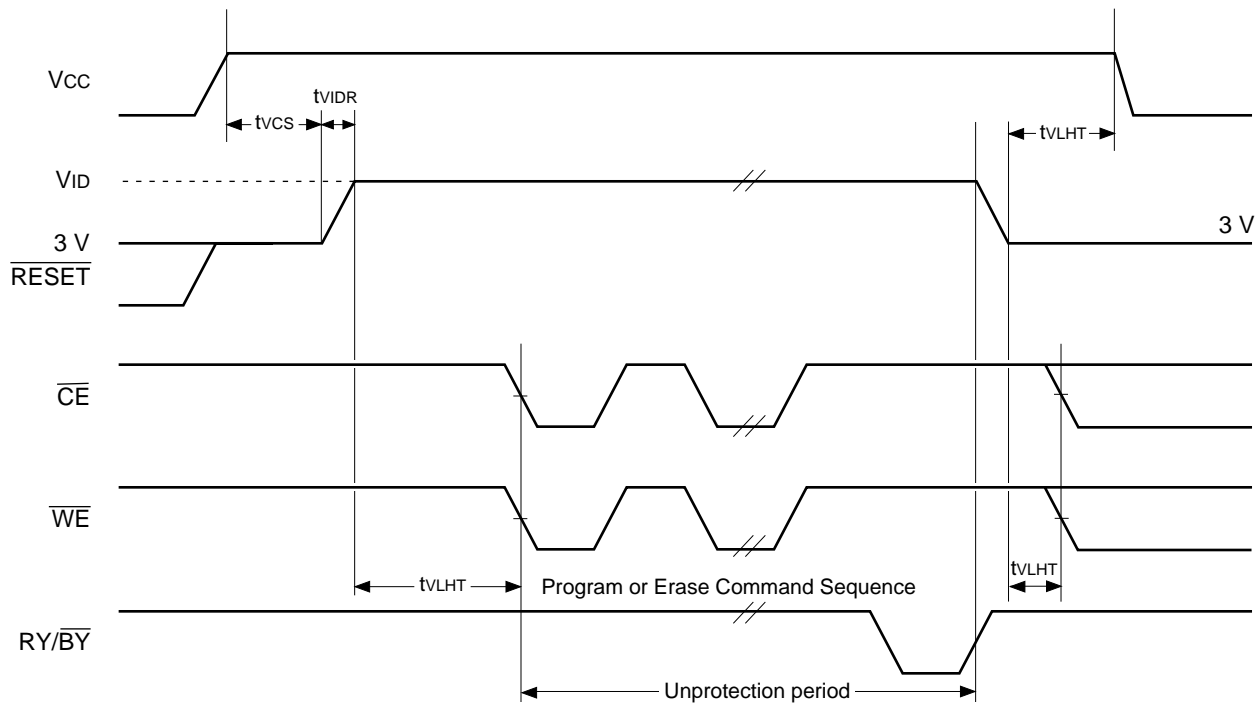 VCC
tVIDR
tVCS
tVLHT
VID
3 V
3 V
RESET
CE
WE
tVLHT
Program or Erase Command Sequence
tVLHT
RY/BY
Unprotection period